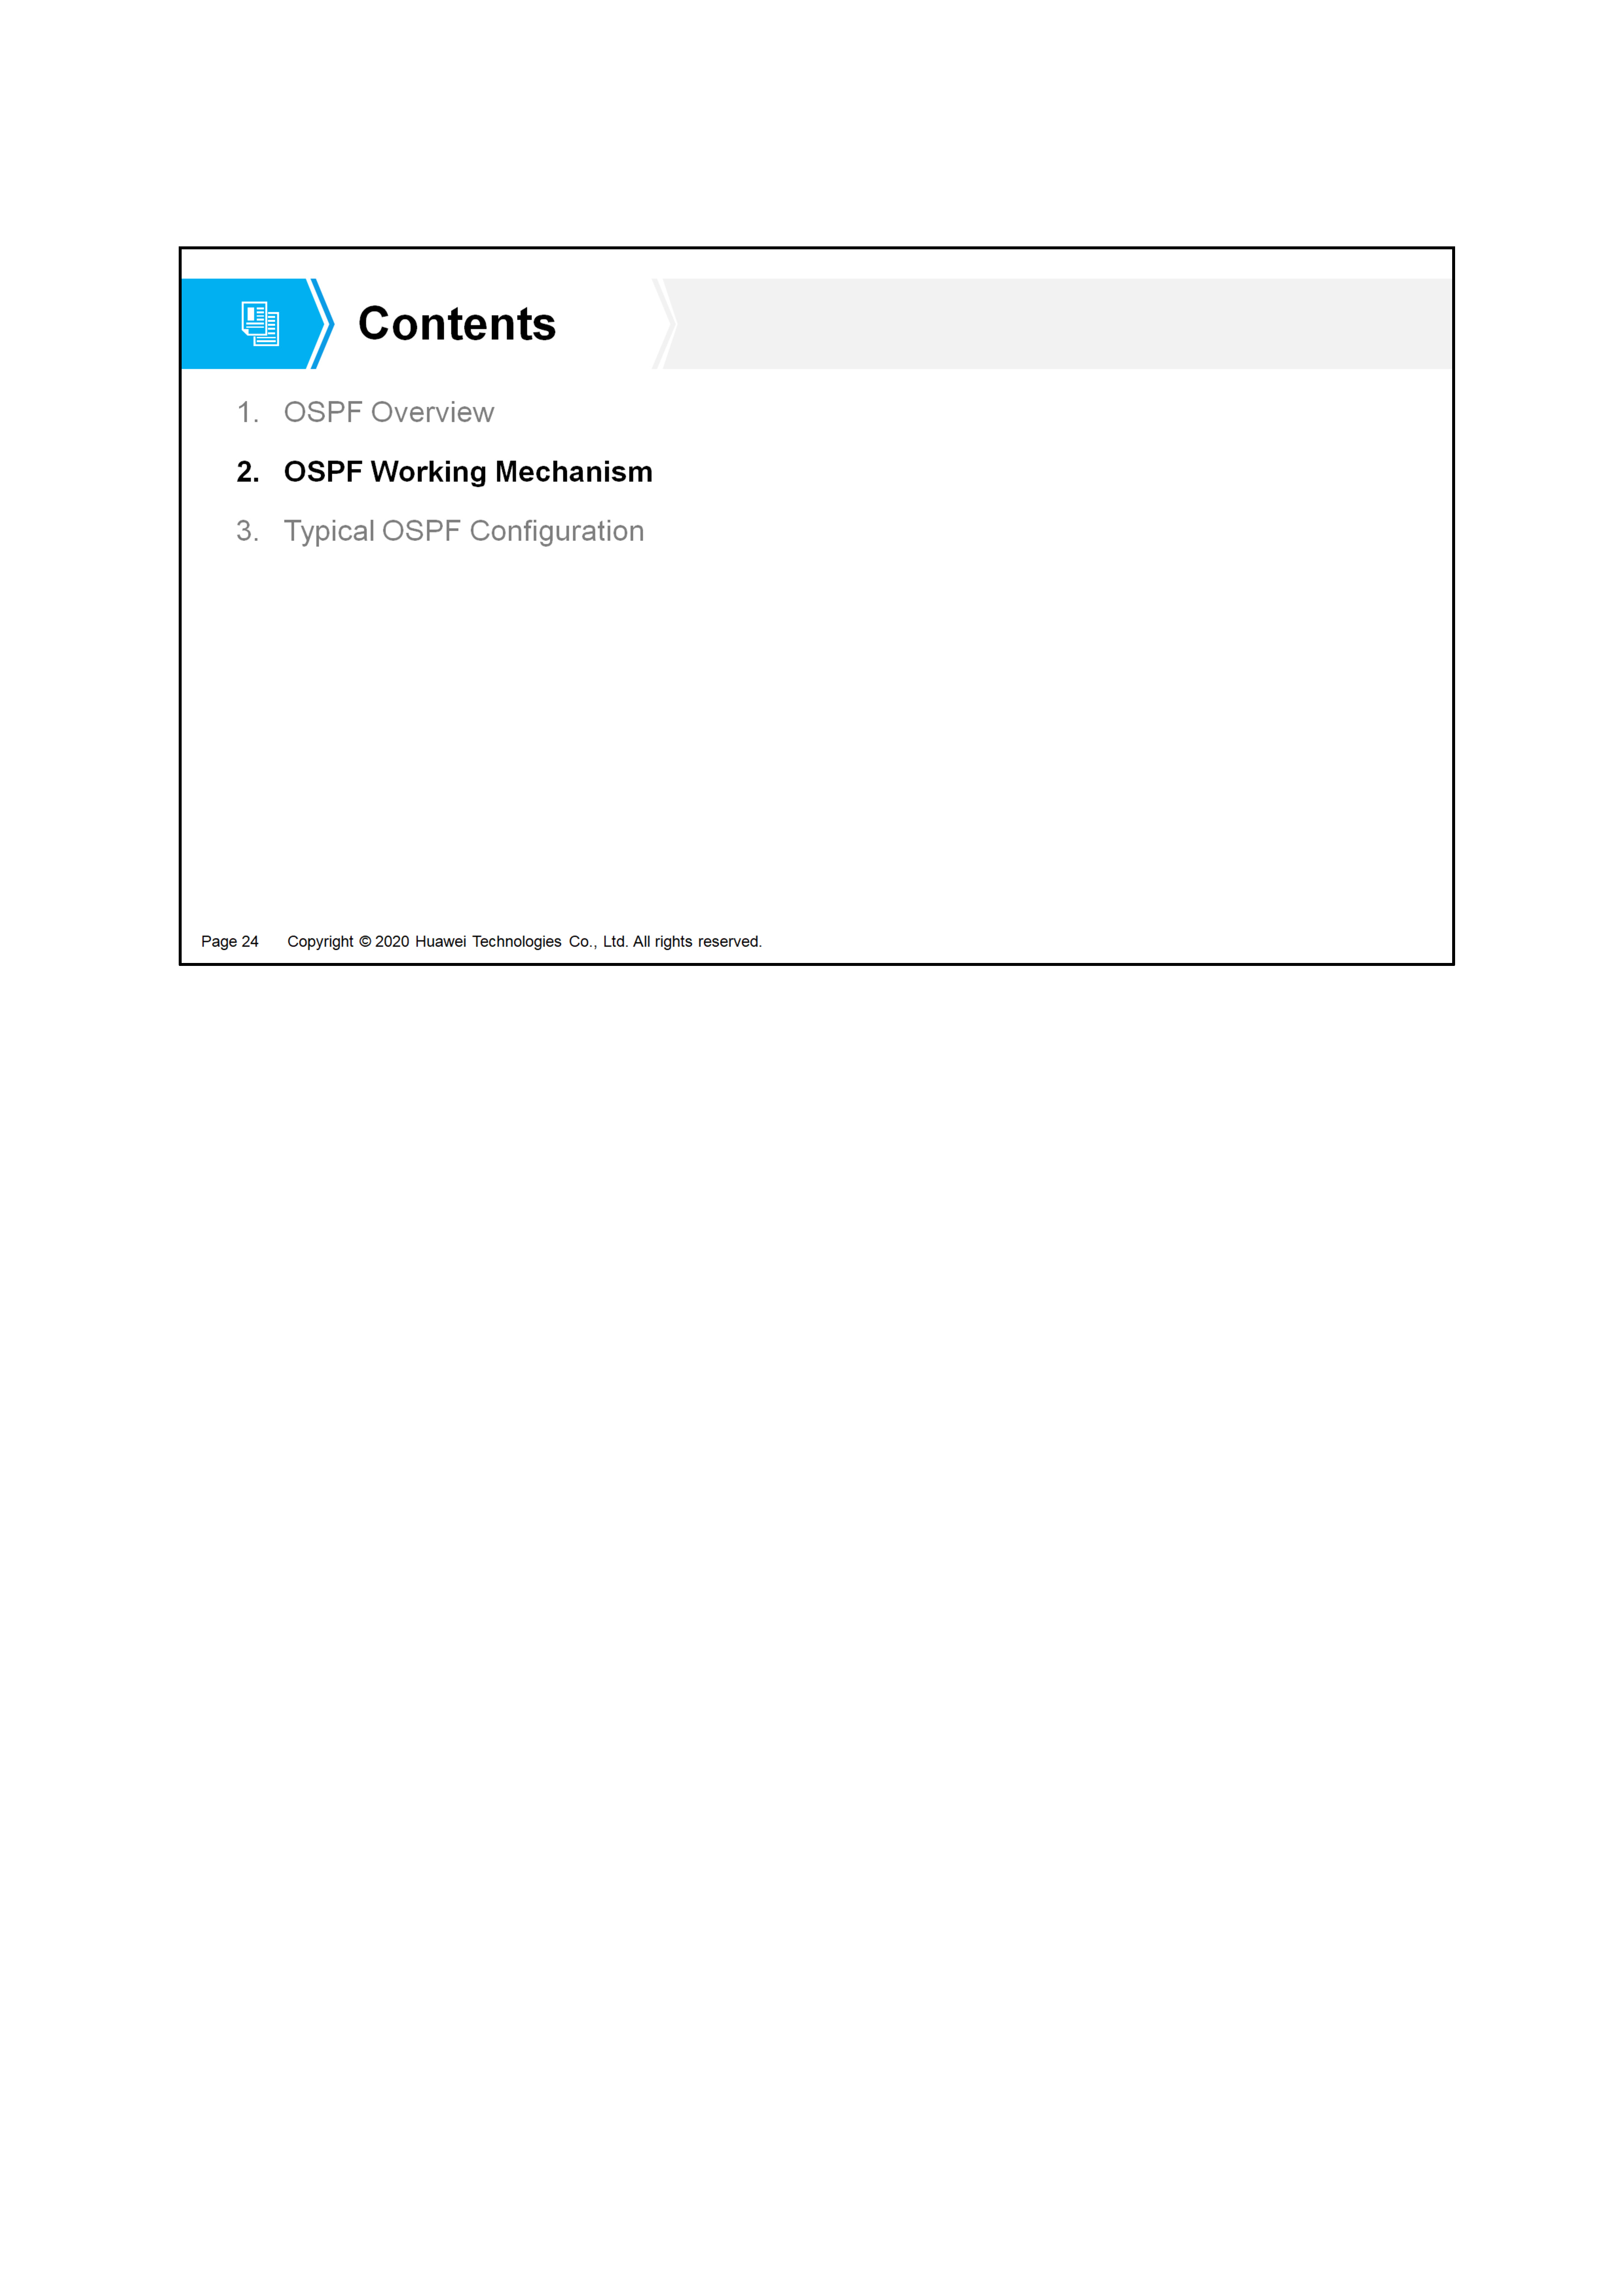 Contents
1. OSPF Overview
2. OSPF Working Mechanism
3. Typical OSPF Configuration
Page 24 Copyright © 2020 Huawei Technologies Co., Ltd. All rights reserved.